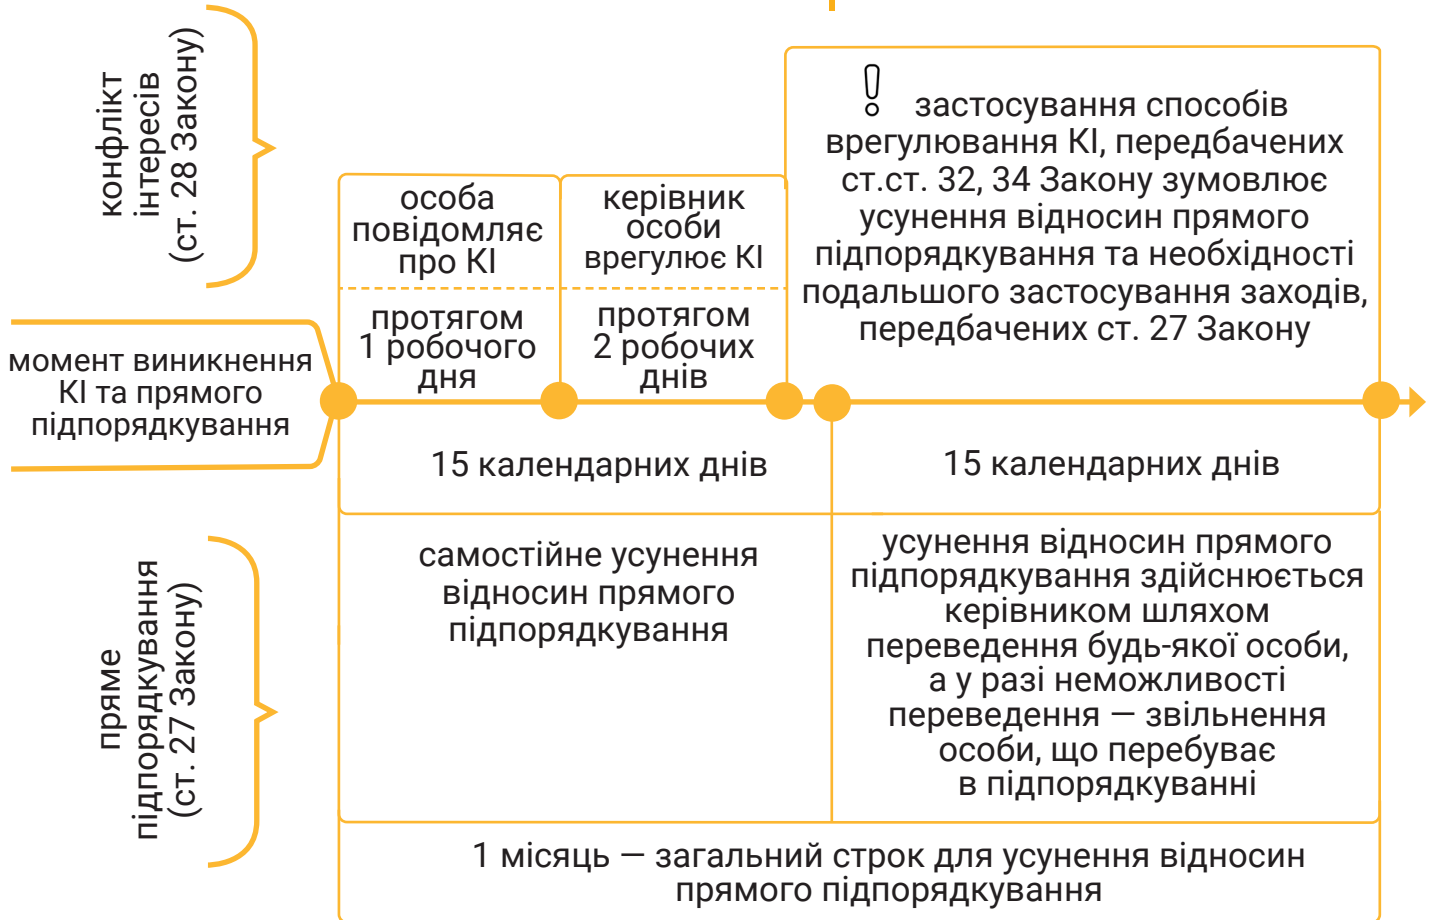 конфлікт
інтересів
(ст. 28 Закону)
особа
повідомляє
про КІ
керівник
особи
врегулює КІ
застосування способів
врегулювання КІ, передбачених
ст.ст. 32, 34 Закону зумовлює
усунення відносин прямого
підпорядкування та необхідності
подальшого застосування заходів,
передбачених ст. 27 Закону
протягом
1 робочого
дня
протягом
2 робочих
днів
момент виникнення
КІ та прямого
підпорядкування
15 календарних днів
15 календарних днів
пряме
підпорядкування
(ст. 27 Закону)
самостійне усунення
відносин прямого
підпорядкування
усунення відносин прямого
підпорядкування здійснюється
керівником шляхом
переведення будь-якої особи,
а у разі неможливості
переведення — звільнення
особи, що перебуває
в підпорядкуванні
1 місяць — загальний строк для усунення відносин
прямого підпорядкування